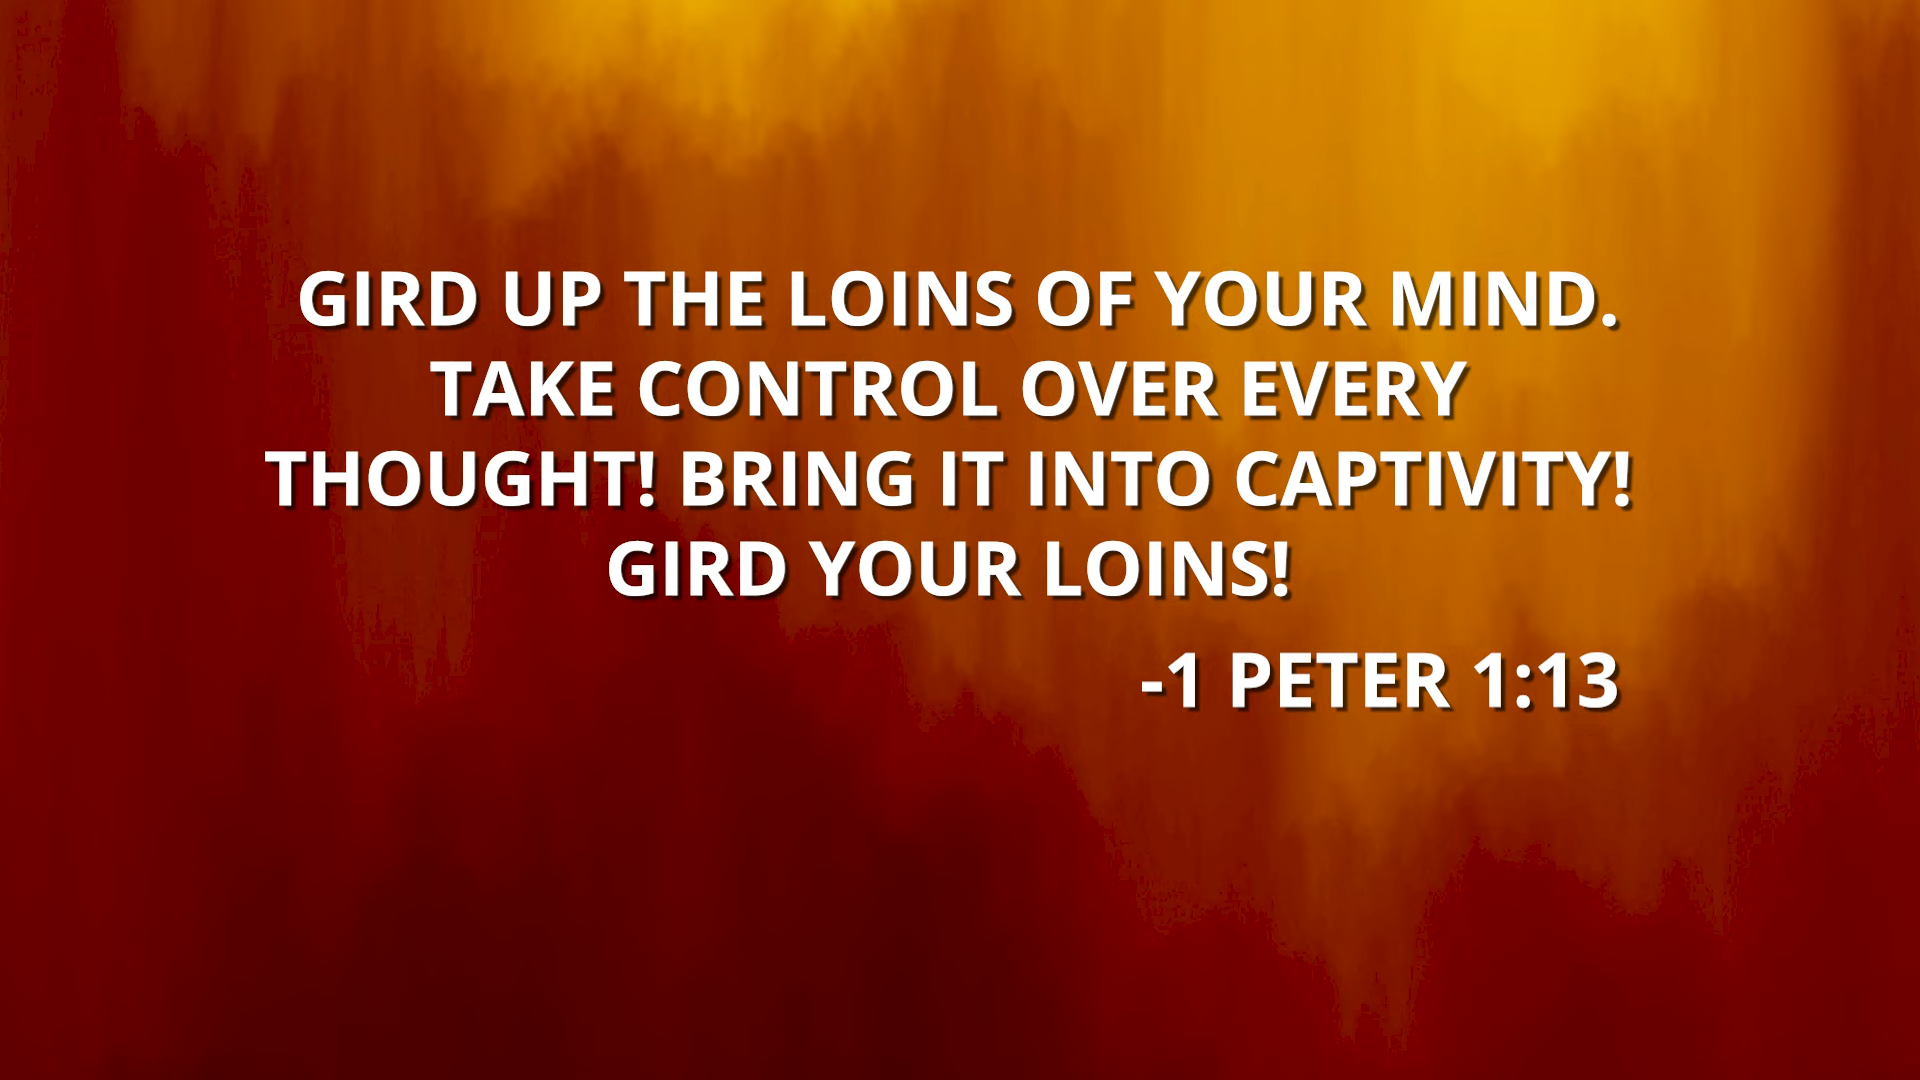 GIRD UP THE LOINS OF YOUR MIND.
TAKE CONTROL OVER EVERY
THOUGHT! BRING IT INTO CAPTIVITY!
GIRD YOUR LOINS!
-1 PETER 1:13